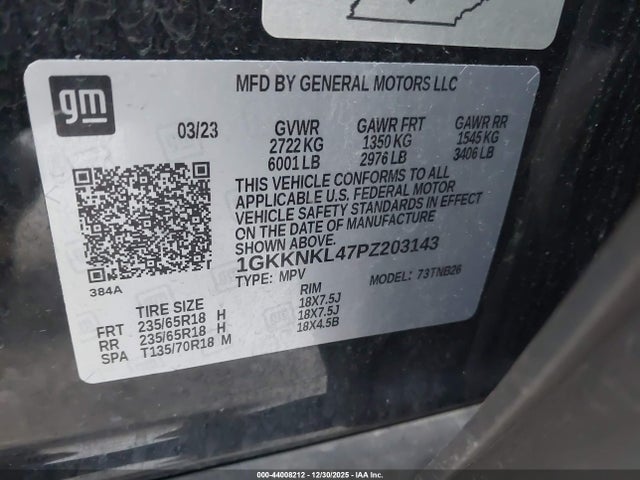 gm
MFD BY GENERAL MOTORS LLC
03/23 GVWR GAWR FRT GAWR RR
2722 KG 1350 KG 1545 KG
6001 LB 2976 LB 3406 LB
THIS VEHICLE CONFORMS TO ALL
APPLICABLE U.S. FEDERAL MOTOR
VEHICLE SAFETY STANDARDS IN EFFECT
ON THE DATE OF MANUFACTURE
SHOWN ABOVE.
1GKKNKL47PZ203143
TYPE: MPV MODEL: 73TNB26
384A
TIRE SIZE RIM
FRT 235/65R18 H 18X7.5J
RR 235/65R18 H 18X7.5J
SPA T135/70R18 M 18X4.5B
000-44008212 - 12/30/2025 - IAA Inc.